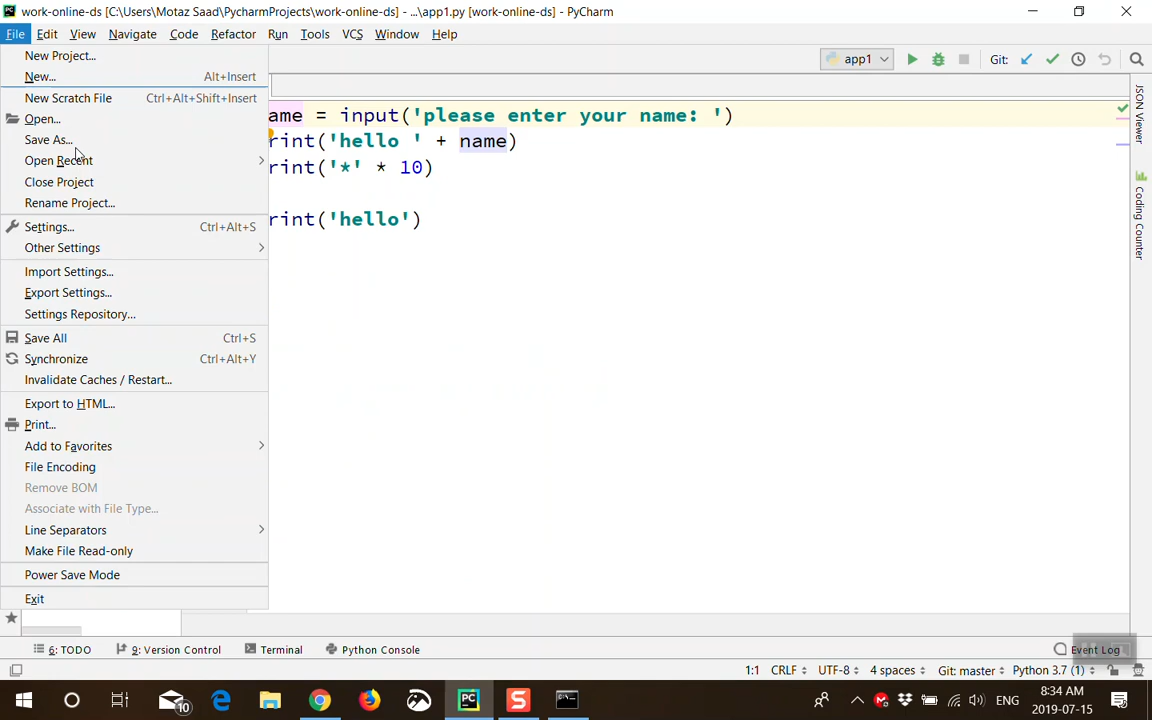 work-online-ds [C:\Users\Motaz Saad\PycharmProjects\work-online-ds] - ...\app1.py [work-online-ds] - PyCharm
File Edit View Navigate Code Refactor Run Tools VCS Window Help
New Project...
app1 Git:
New... Alt+Insert
New Scratch File Ctrl+Alt+Shift+Insert
Open...
Save As...
Open Recent
Close Project
Rename Project...
Settings... Ctrl+Alt+S
Other Settings
Import Settings...
Export Settings...
Settings Repository...
Save All Ctrl+S
Synchronize Ctrl+Alt+Y
Invalidate Caches / Restart...
Export to HTML...
Print...
Add to Favorites
File Encoding
Remove BOM
Associate with File Type...
Line Separators
Make File Read-only
Power Save Mode
Exit
ame = input('please enter your name: ')
rint('hello ' + name)
rint('*' * 10)
rint('hello')
JSON Viewer
Coding Counter
6: TODO 9: Version Control Terminal Python Console Event Log
1:1 CRLF UTF-8 4 spaces Git: master Python 3.7 (1)
10 PC S ENG 8:34 AM
2019-07-15